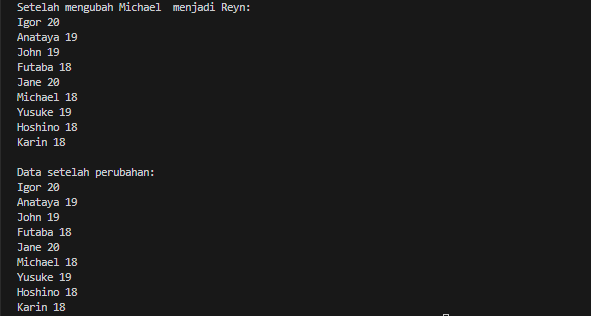 Setelah mengubah Michael  menjadi Reyn:
Igor 20
Anataya 19
John 19
Futaba 18
Jane 20
Michael 18
Yusuke 19
Hoshino 18
Karin 18

Data setelah perubahan:
Igor 20
Anataya 19
John 19
Futaba 18
Jane 20
Michael 18
Yusuke 19
Hoshino 18
Karin 18